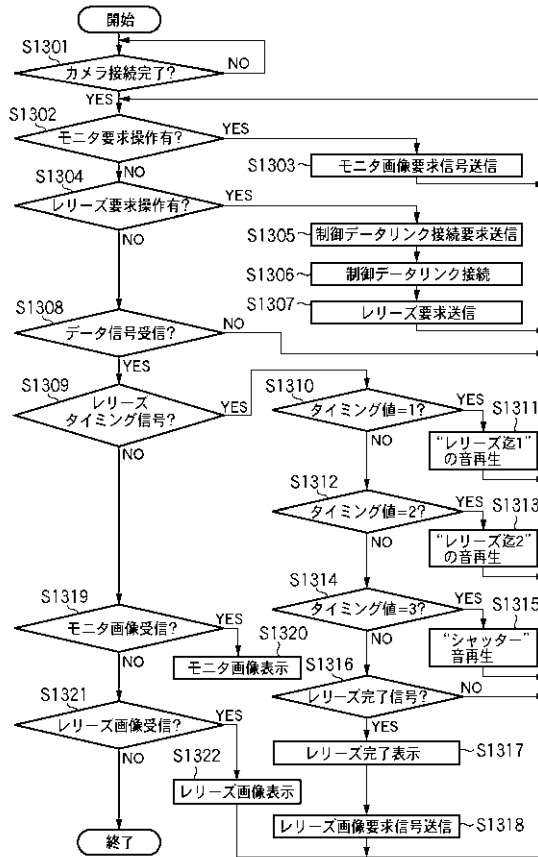 開始
S1301
カメラ接続完了?
NO
YES
S1302
モニタ要求操作有?
YES
NO
S1303
モニタ画像要求信号送信
S1304
レリーズ要求操作有?
YES
NO
S1305
制御データリンク接続要求送信
S1306
制御データリンク接続
S1307
レリーズ要求送信
S1308
データ信号受信?
NO
YES
S1309
レリーズ
タイミング信号?
YES
NO
S1310
タイミング値=1?
YES
NO
S1311
“レリーズ迄1”
の音再生
S1312
タイミング値=2?
YES
NO
S1313
“レリーズ迄2”
の音再生
S1314
タイミング値=3?
YES
NO
S1315
“シャッター”
音再生
S1316
レリーズ完了信号?
NO
YES
S1317
レリーズ完了表示
S1318
レリーズ画像要求信号送信
S1319
モニタ画像受信?
YES
NO
S1320
モニタ画像表示
S1321
レリーズ画像受信?
YES
NO
S1322
レリーズ画像表示
終了